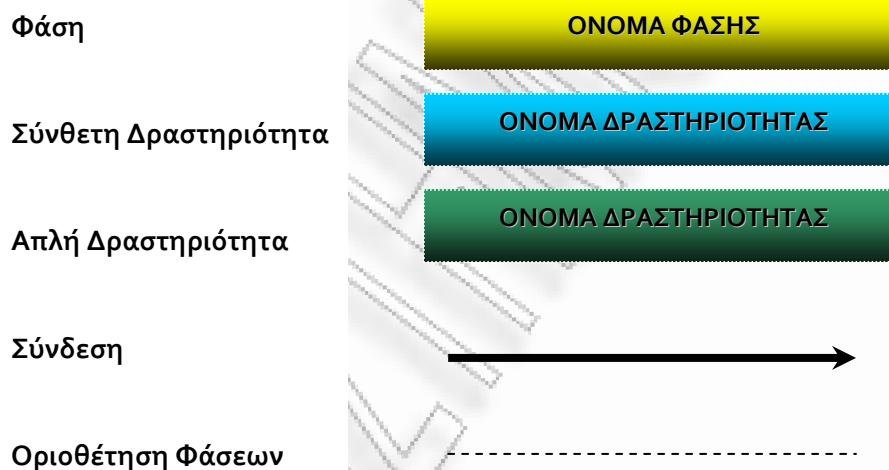 Φάση
ΟΝΟΜΑ ΦΑΣΗΣ
Σύνθετη Δραστηριότητα
ΟΝΟΜΑ ΔΡΑΣΤΗΡΙΟΤΗΤΑΣ
Απλή Δραστηριότητα
ΟΝΟΜΑ ΔΡΑΣΤΗΡΙΟΤΗΤΑΣ
Σύνδεση
Οριοθέτηση Φάσεων